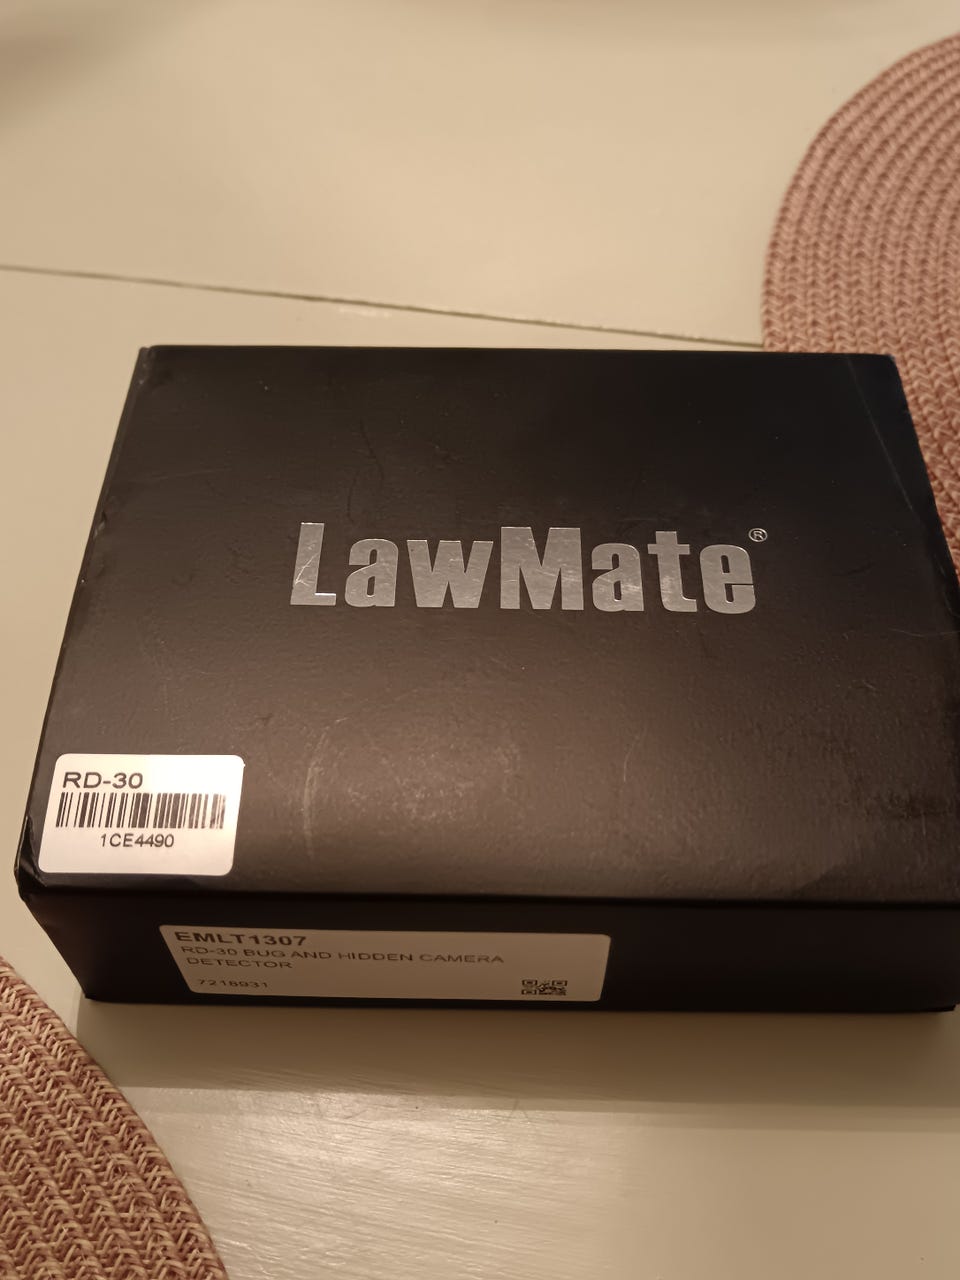 LawMate®
RD-30
1CE4490
EMLT1307
RD-30 BUG AND HIDDEN CAMERA
DETECTOR
7218931